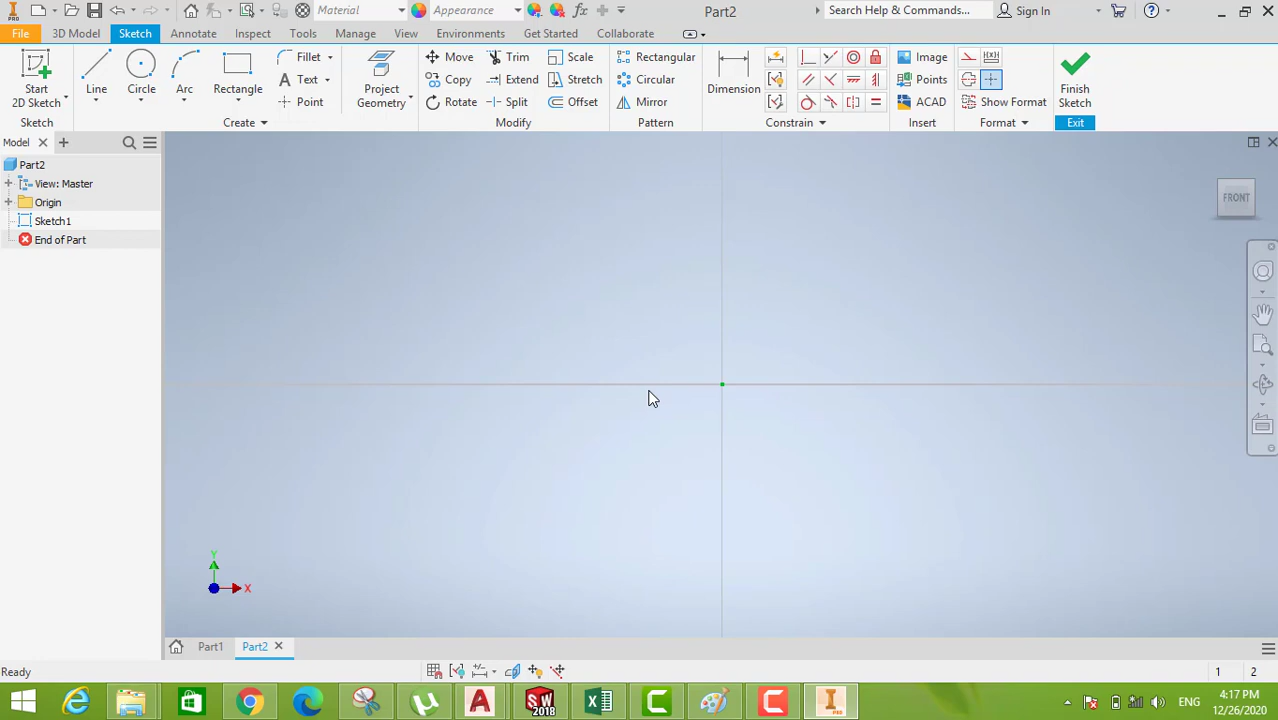 PRO
Material
Appearance
Part2
Search Help & Commands...
Sign In
File
3D Model
Sketch
Annotate
Inspect
Tools
Manage
View
Environments
Get Started
Collaborate
Start
2D Sketch
Line
Circle
Arc
Rectangle
Fillet
Text
Point
Project
Geometry
Move
Copy
Rotate
Trim
Extend
Split
Scale
Stretch
Offset
Rectangular
Circular
Mirror
Dimension
Image
Points
ACAD
Show Format
Finish
Sketch
Sketch
Create
Modify
Pattern
Constrain
Insert
Format
Exit
Model
Part2
View: Master
Origin
Sketch1
End of Part
FRONT
Y
X
Part1
Part2
Ready
1
2
SW
2018
ENG
4:17 PM
12/26/2020